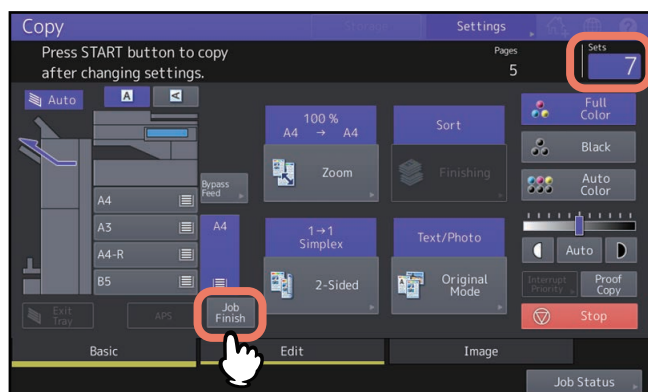 Copy
Storage
Settings
Press START button to copy
after changing settings.
Pages
5
Sets
7
Auto
A
A
100 %
A4 → A4
Zoom
Sort
Finishing
Full
Color
Black
Auto
Color
Bypass
Feed
A4
A3
A4-R
B5
A4
1→1
Simplex
2-Sided
Text/Photo
Original
Mode
Auto
Interrupt
Priority
Proof
Copy
Exit
Tray
APS
Job
Finish
Stop
Basic
Edit
Image
Job Status